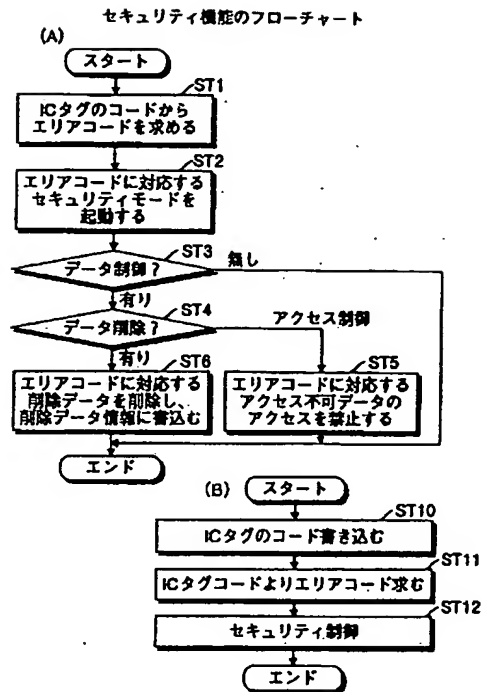 セキュリティ機能のフローチャート
(A)
スタート
ST1
ICタグのコードから
エリアコードを求める
ST2
エリアコードに対応する
セキュリティモードを
起動する
ST3
データ制御?
無し
有り
ST4
データ削除?
アクセス制御
有り
ST6
エリアコードに対応する
削除データを削除し、
削除データ情報に書込む
ST5
エリアコードに対応する
アクセス不可データの
アクセスを禁止する
エンド
(B)
スタート
ST10
ICタグのコード書き込む
ST11
ICタグコードよりエリアコード求む
ST12
セキュリティ制御
エンド